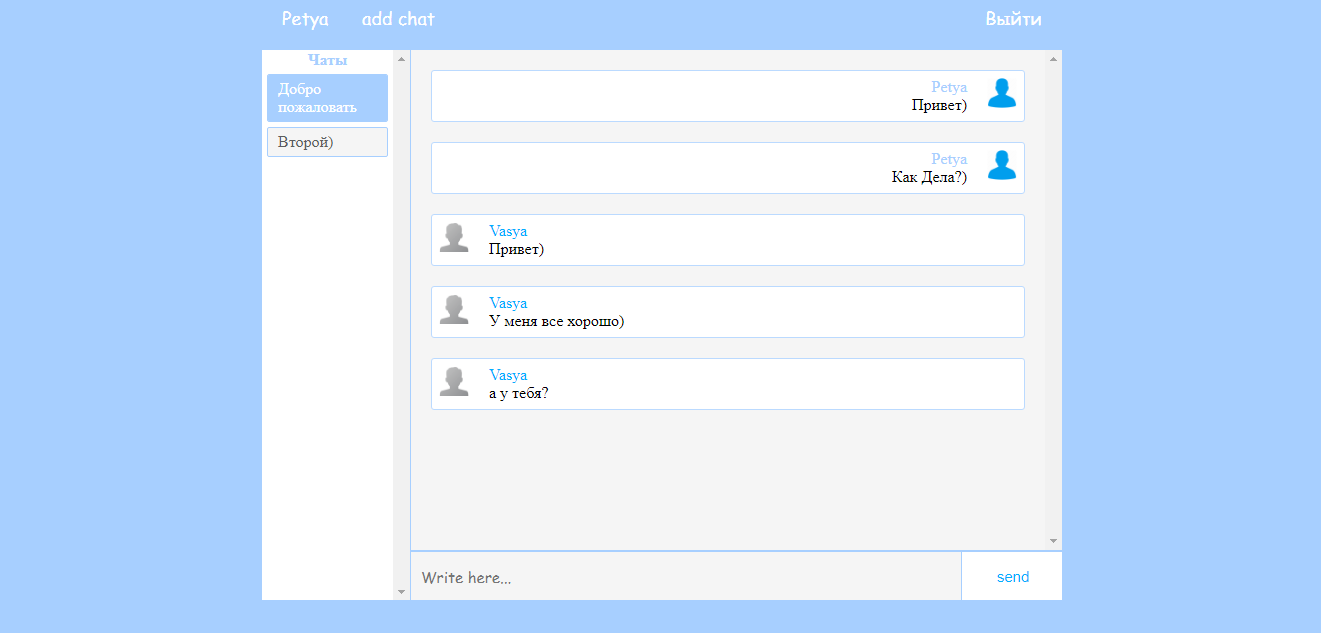 Petya add chat Выйти
Чаты
Добро
пожаловать
Второй)
Petya
Привет)
Petya
Как Дела?)
Vasya
Привет)
Vasya
У меня все хорошо)
Vasya
а у тебя?
Write here...
send